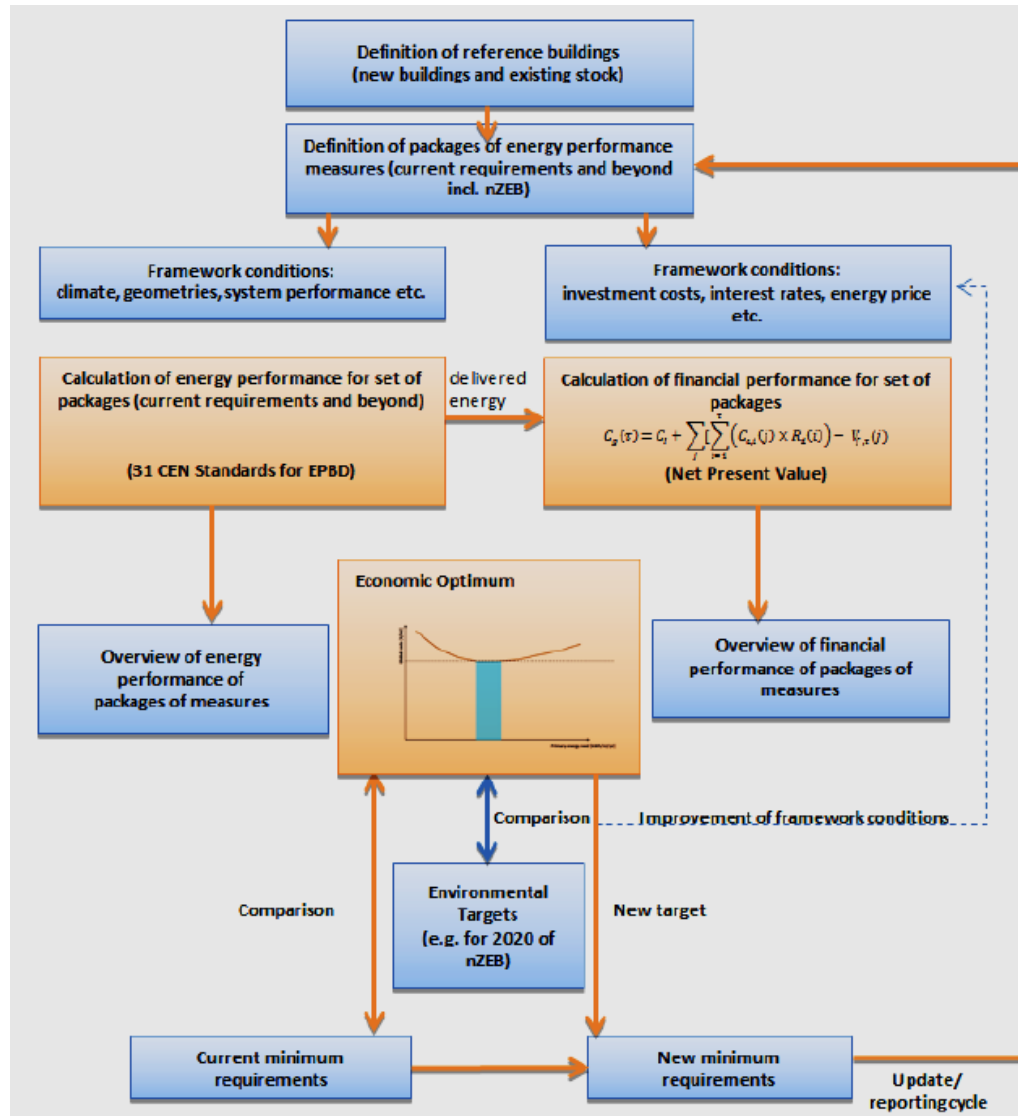 Definition of reference buildings
(new buildings and existing stock)
Definition of packages of energy performance
measures (current requirements and beyond
incl. nZEB)
Framework conditions:
climate, geometries, system performance etc.
Framework conditions:
investment costs, interest rates, energy price
etc.
Calculation of energy performance for set of
packages (current requirements and beyond)
(31 CEN Standards for EPBD)
delivered
energy
Calculation of financial performance for set of
packages
(Net Present Value)
Economic Optimum
Overview of energy
performance of
packages of measures
Overview of financial
performance of packages of
measures
Comparison
Improvement of framework conditions
Comparison
Environmental
Targets
(e.g. for 2020 of
nZEB)
New target
Current minimum
requirements
New minimum
requirements
Update/
reporting cycle